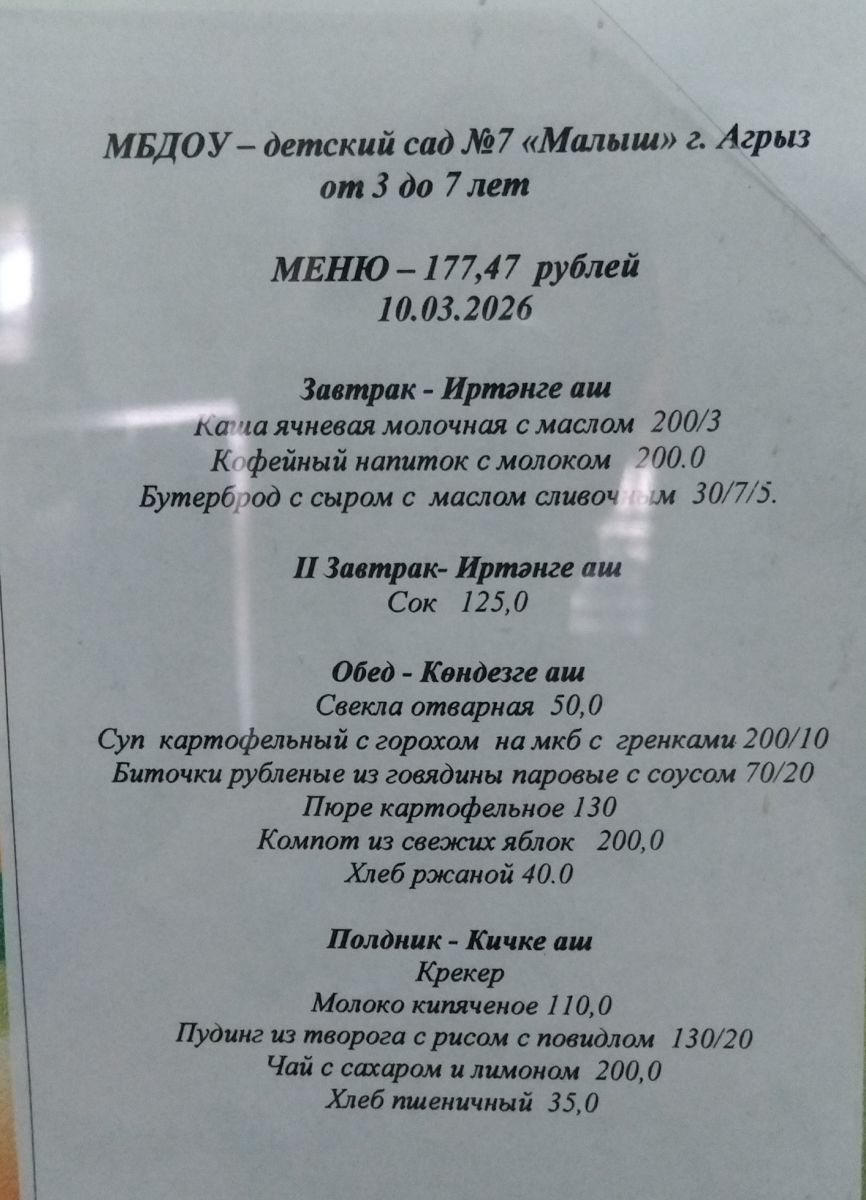 МБДОУ – детский сад №7 «Малыш» г. Агрыз
от 3 до 7 лет
МЕНЮ – 177,47 рублей
10.03.2026
Завтрак - Иртәнге аш
Каша ячневая молочная с маслом 200/3
Кофейный напиток с молоком 200.0
Бутерброд с сыром с маслом сливочным 30/7/5.
II Завтрак- Иртәнге аш
Сок 125,0
Обед - Көндезге аш
Свекла отварная 50,0
Суп картофельный с горохом на мкб с гренками 200/10
Биточки рубленые из говядины паровые с соусом 70/20
Пюре картофельное 130
Компот из свежих яблок 200,0
Хлеб ржаной 40.0
Полдник - Кичке аш
Крекер
Молоко кипяченое 110,0
Пудинг из творога с рисом с повидлом 130/20
Чай с сахаром и лимоном 200,0
Хлеб пшеничный 35,0